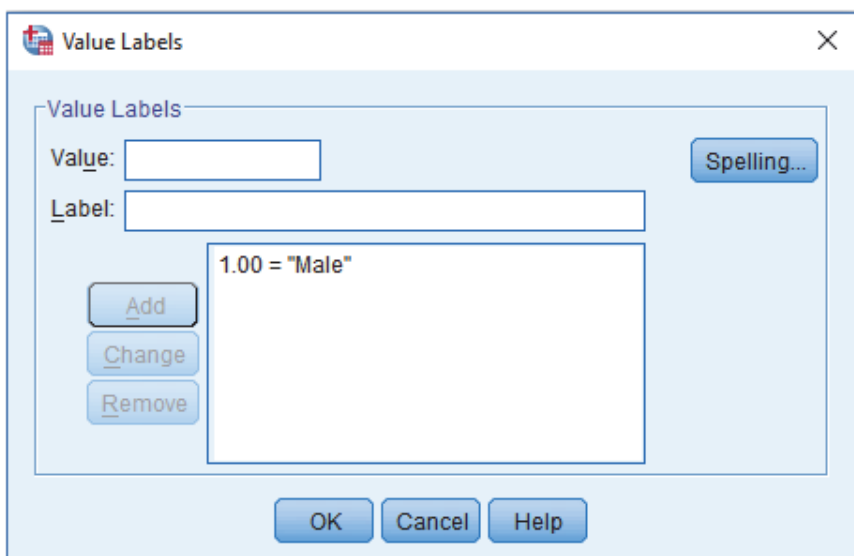 Value Labels
Value Labels
Value:
Spelling...
Label:
1.00 = "Male"
Add
Change
Remove
OK Cancel Help